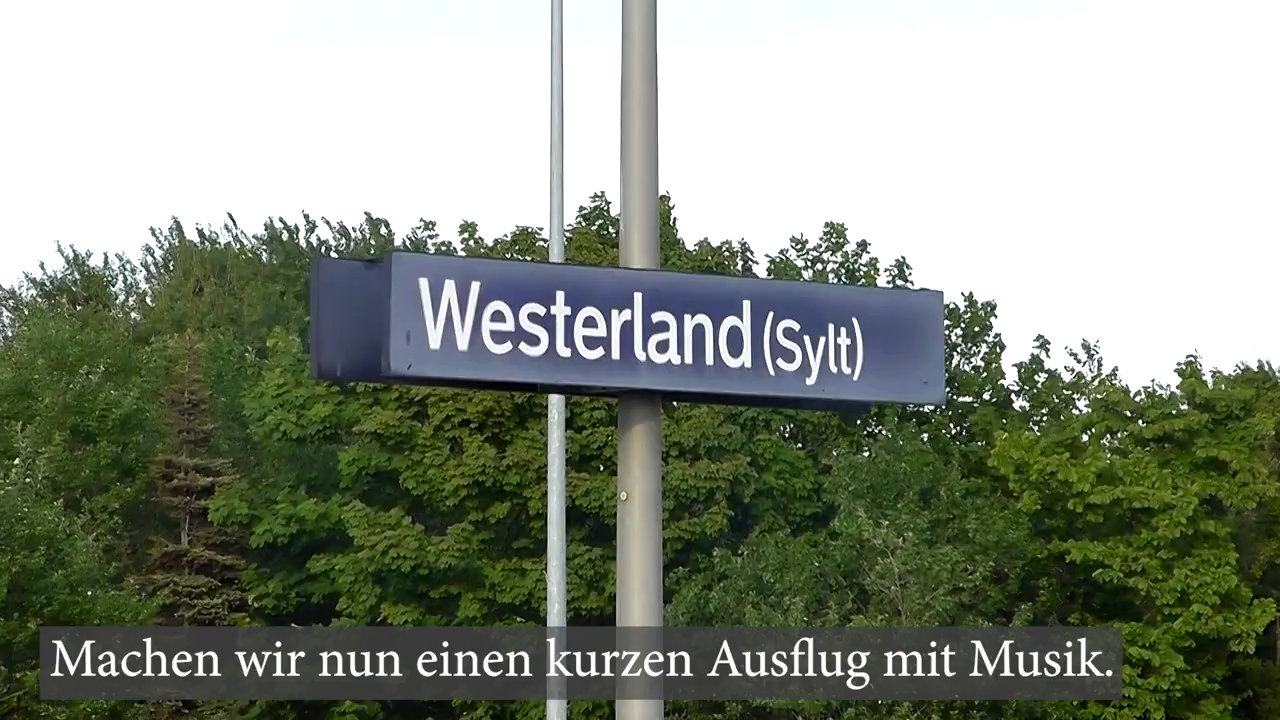 Westerland (Sylt)
Machen wir nun einen kurzen Ausflug mit Musik.